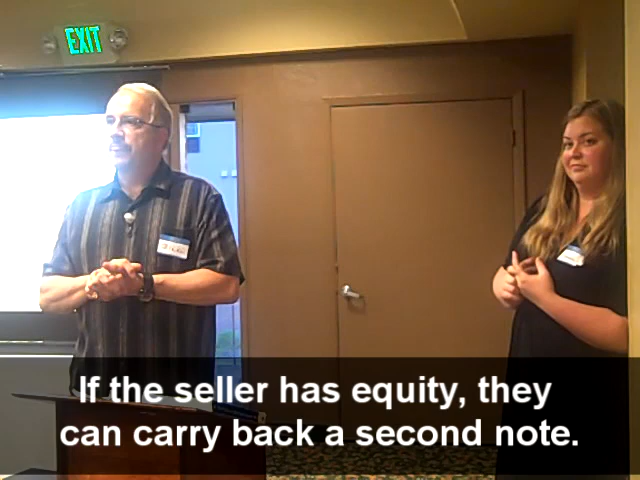 EXIT
If the seller has equity, they
can carry back a second note.